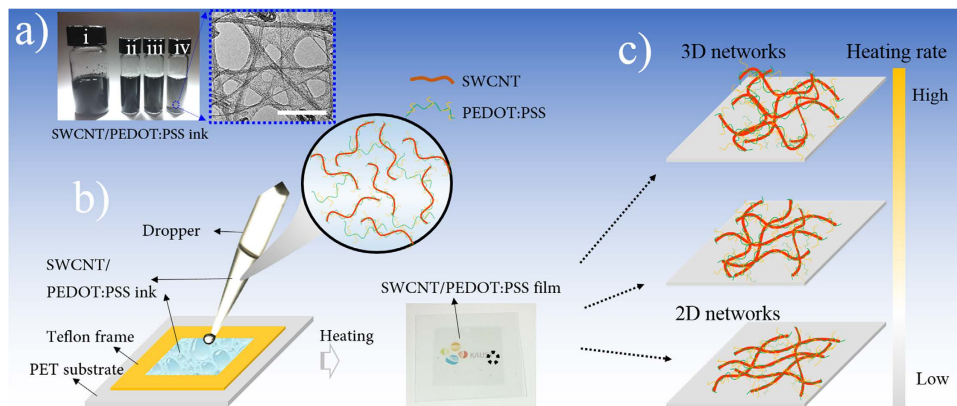 a)
i
ii
iii
iv
SWCNT/PEDOT:PSS ink
SWCNT
PEDOT:PSS
b)
Dropper
SWCNT/
PEDOT:PSS ink
Teflon frame
PET substrate
Heating
SWCNT/PEDOT:PSS film
KAUST
c)
3D networks
2D networks
Heating rate
High
Low